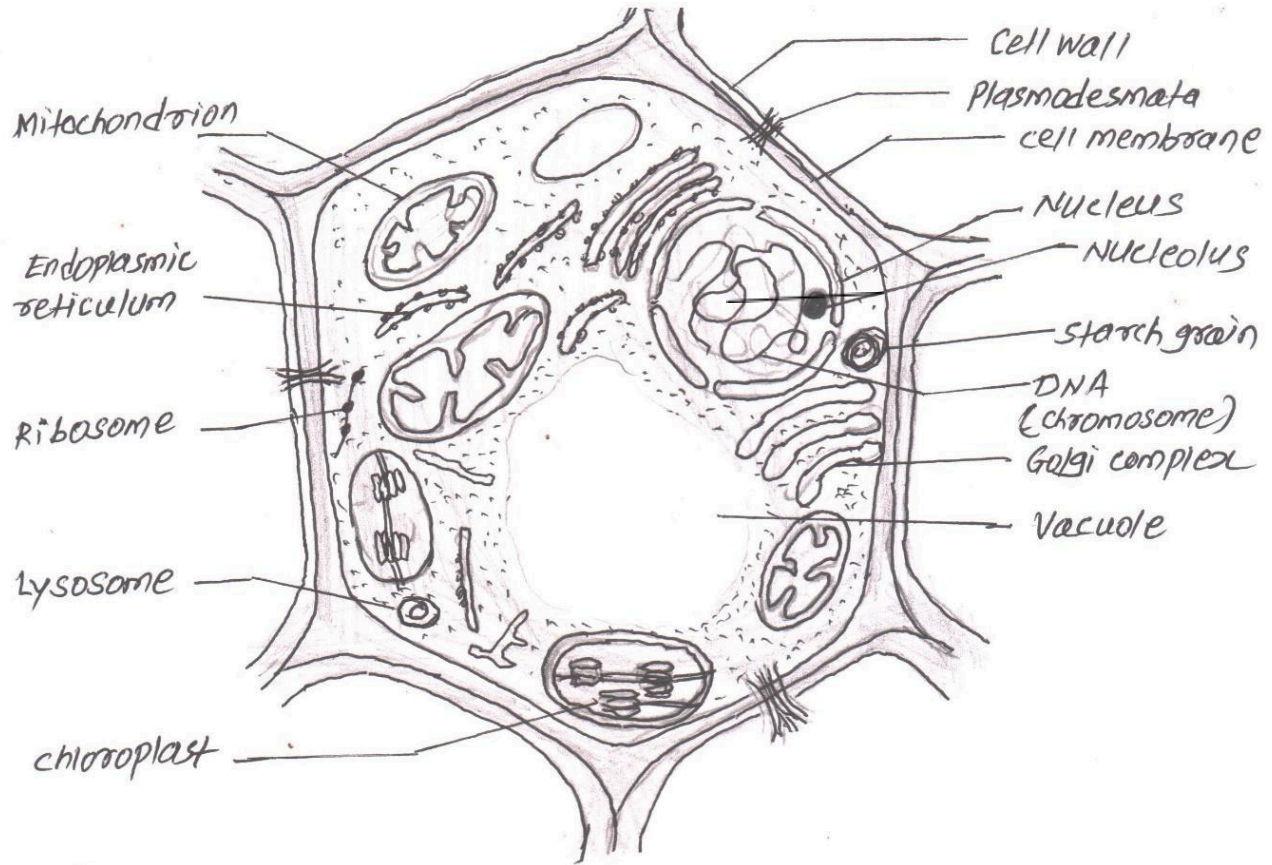 Mitochondrion
Endoplasmic
reticulum
Ribosome
Lysosome
chloroplast
Cell wall
Plasmodesmata
cell membrane
Nucleus
Nucleolus
starch grain
DNA
(chromosome)
Golgi complex
Vacuole